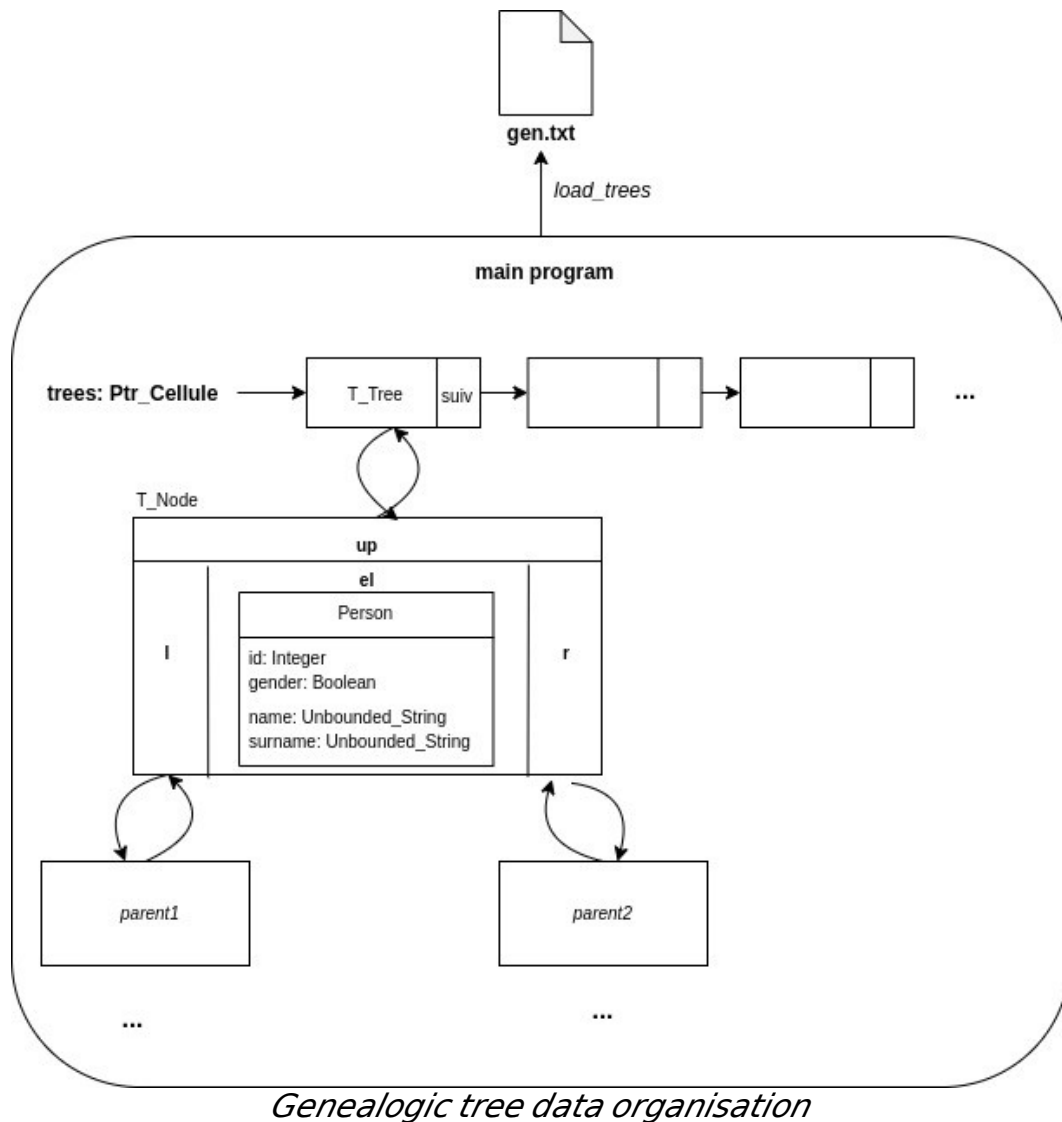 gen.txt
load_trees
main program
trees: Ptr_Cellule
T_Tree
suiv
...
T_Node
up
el
Person
l
r
id: Integer
gender: Boolean
name: Unbounded_String
surname: Unbounded_String
parent1
parent2
...
...
Genealogic tree data organisation